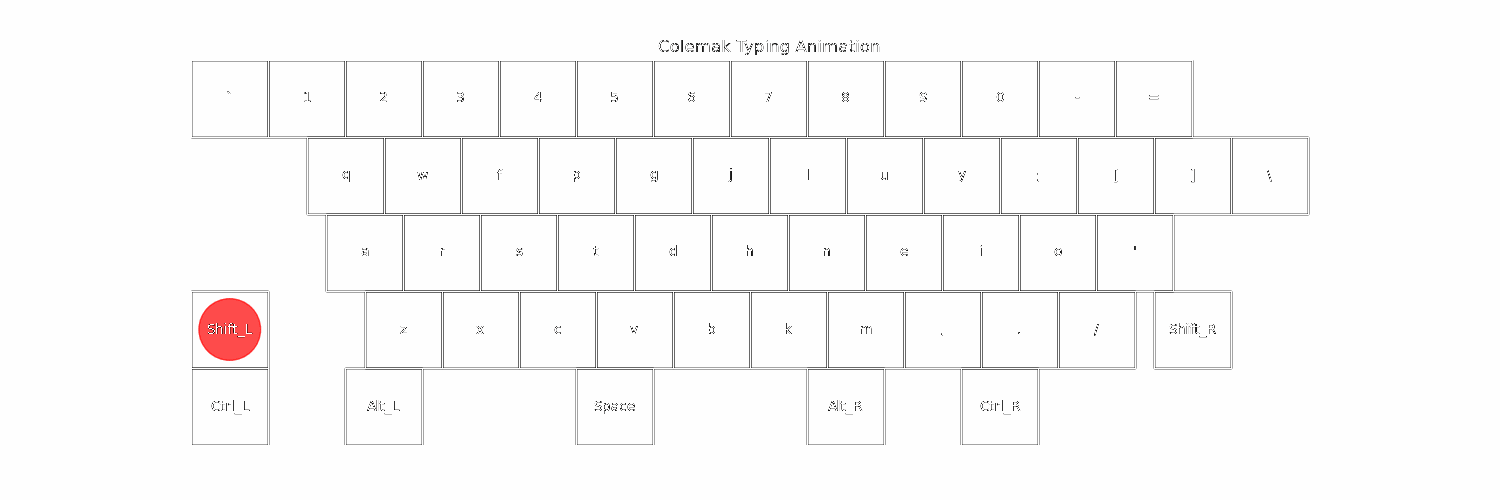 Colemak Typing Animation
` 1 2 3 4 5 6 7 8 9 0 - =
q w f p g j l u y ; [ ] \
a r s t d h n e i o '
Shift_L z x c v b k m , . / Shift_R
Ctrl_L Alt_L Space Alt_R Ctrl_R